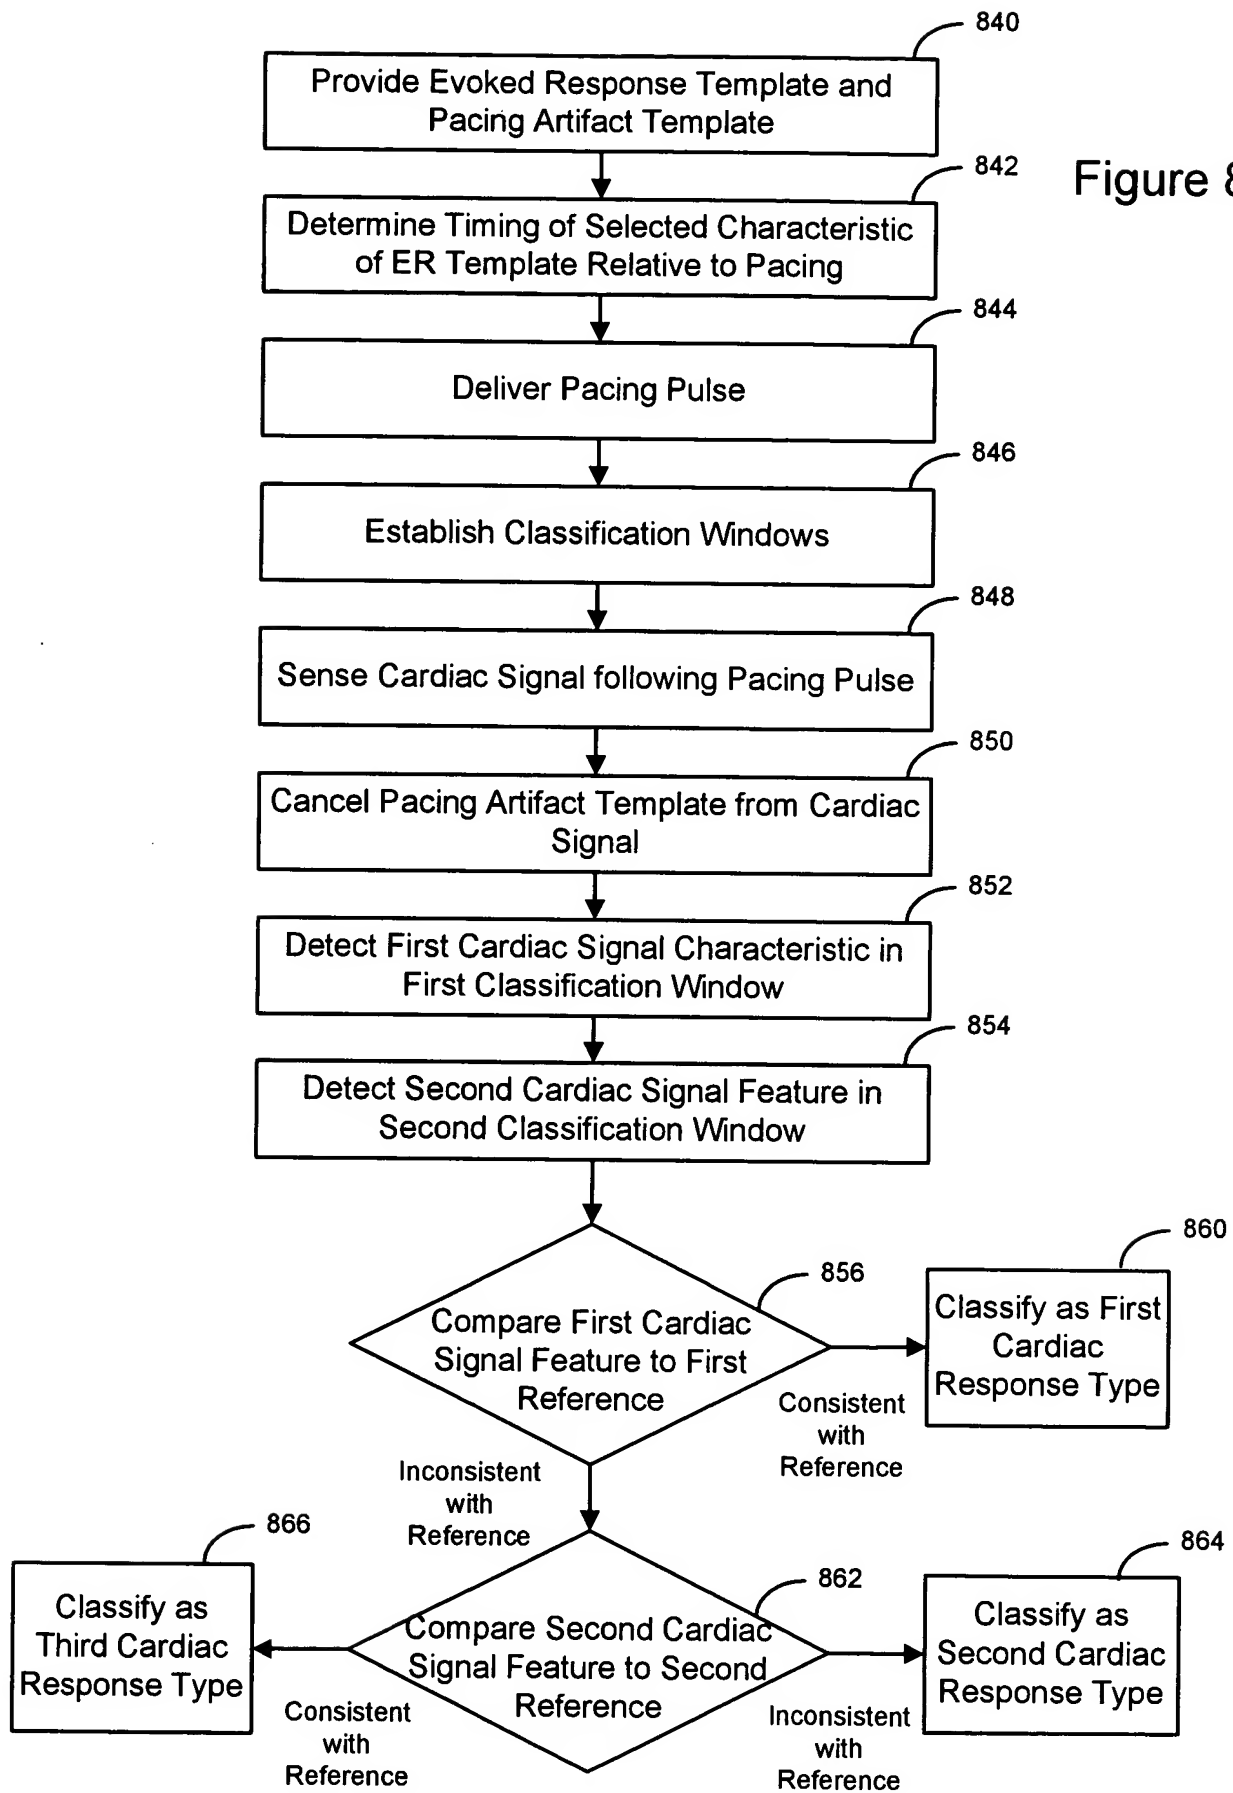 840
Provide Evoked Response Template and
Pacing Artifact Template
842
Figure 8
Determine Timing of Selected Characteristic
of ER Template Relative to Pacing
844
Deliver Pacing Pulse
846
Establish Classification Windows
848
Sense Cardiac Signal following Pacing Pulse
850
Cancel Pacing Artifact Template from Cardiac
Signal
852
Detect First Cardiac Signal Characteristic in
First Classification Window
854
Detect Second Cardiac Signal Feature in
Second Classification Window
856
Compare First Cardiac
Signal Feature to First
Reference
860
Classify as First
Cardiac
Response Type
Consistent
with
Reference
Inconsistent
with
Reference
862
Compare Second Cardiac
Signal Feature to Second
Reference
866
Classify as
Third Cardiac
Response Type
Consistent
with
Reference
864
Classify as
Second Cardiac
Response Type
Inconsistent
with
Reference